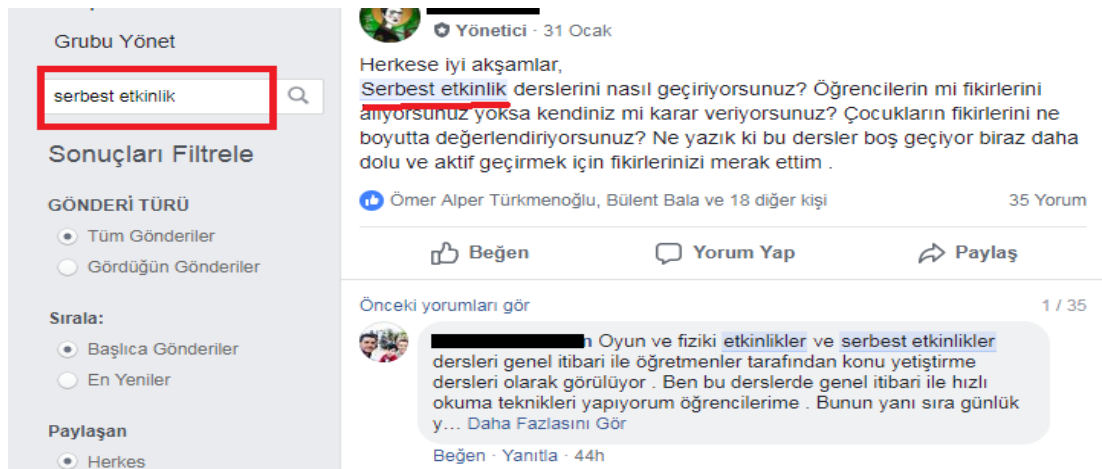 Grubu Yönet
serbest etkinlik
Sonuçları Filtrele
GÖNDERİ TÜRÜ
Tüm Gönderiler
Gördüğün Gönderiler
Sırala:
Başlıca Gönderiler
En Yeniler
Paylaşan
Herkes
Yönetici · 31 Ocak
Herkese iyi akşamlar,
Serbest etkinlik derslerini nasıl geçiriyorsunuz? Öğrencilerin mi fikirlerini
alıyorsunuz yoksa kendiniz mi karar veriyorsunuz? Çocukların fikirlerini ne
boyutta değerlendiriyorsunuz? Ne yazık ki bu dersler boş geçiyor biraz daha
dolu ve aktif geçirmek için fikirlerinizi merak ettim .
Ömer Alper Türkmenoğlu, Bülent Bala ve 18 diğer kişi
35 Yorum
Beğen
Yorum Yap
Paylaş
Önceki yorumları gör
1 / 35
Oyun ve fiziki etkinlikler ve serbest etkinlikler
dersleri genel itibari ile öğretmenler tarafından konu yetiştirme
dersleri olarak görülüyor . Ben bu derslerde genel itibari ile hızlı
okuma teknikleri yapıyorum öğrencilerime . Bunun yanı sıra günlük
y… Daha Fazlasını Gör
Beğen · Yanıtla · 44h